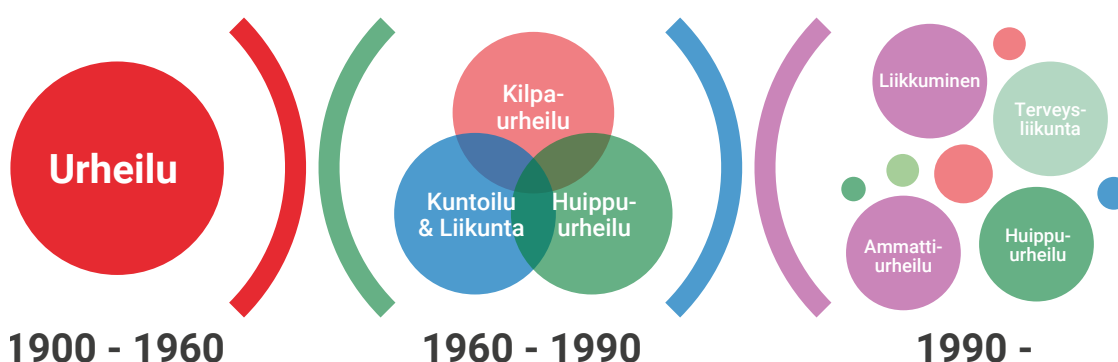 Urheilu
Kilpa-
urheilu
Kuntoilu
& Liikunta
Huippu-
urheilu
Liikkuminen
Terveys-
liikunta
Ammatti-
urheilu
Huippu-
urheilu
1900 - 1960
1960 - 1990
1990 -